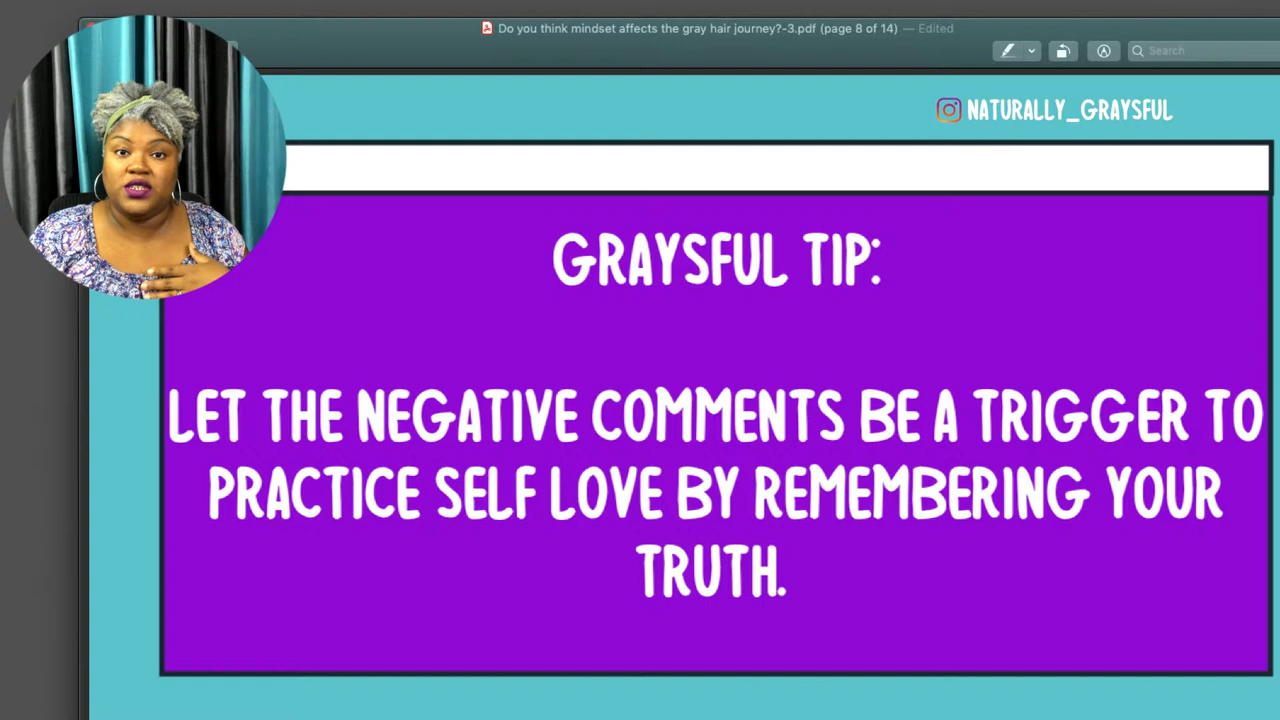 Do you think mindset affects the gray hair journey?-3.pdf (page 8 of 14) — Edited
Search
NATURALLY_GRAYSFUL
GRAYSFUL TIP:
LET THE NEGATIVE COMMENTS BE A TRIGGER TO
PRACTICE SELF LOVE BY REMEMBERING YOUR
TRUTH.